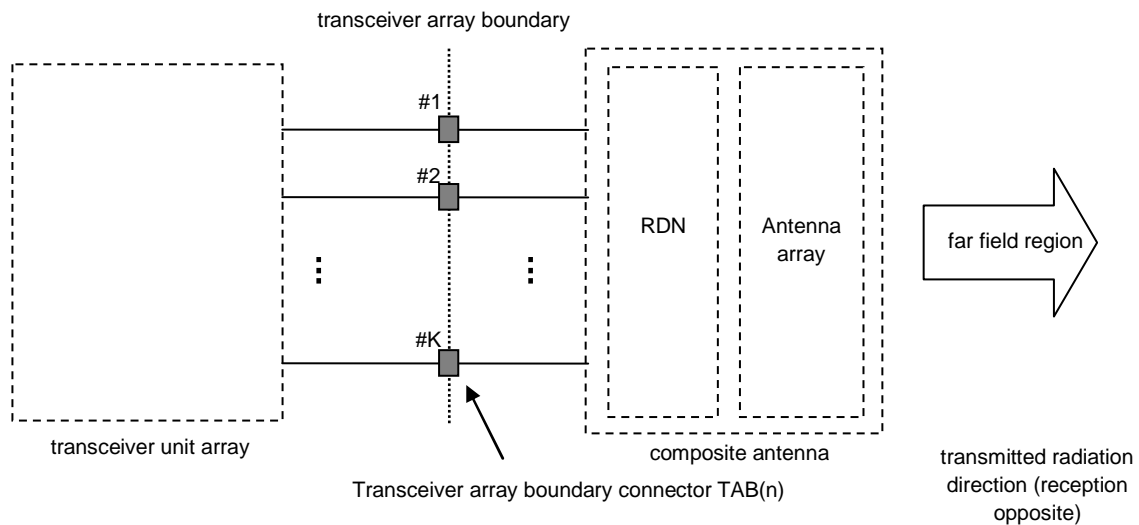 transceiver array boundary
#1
#2
#K
RDN
Antenna
array
far field region
transceiver unit array
composite antenna
Transceiver array boundary connector TAB(n)
transmitted radiation
direction (reception
opposite)